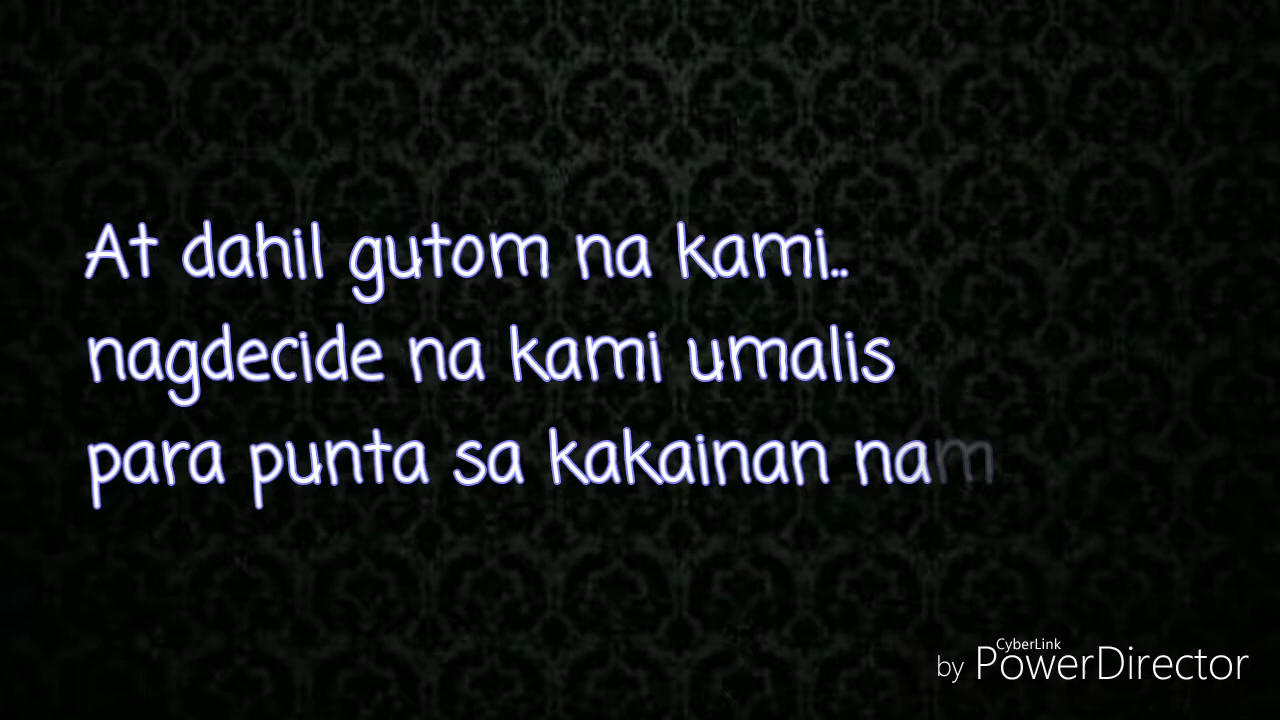 At dahil gutom na kami..
nagdecide na kami umalis
para punta sa kakainan nam
CyberLink
by PowerDirector